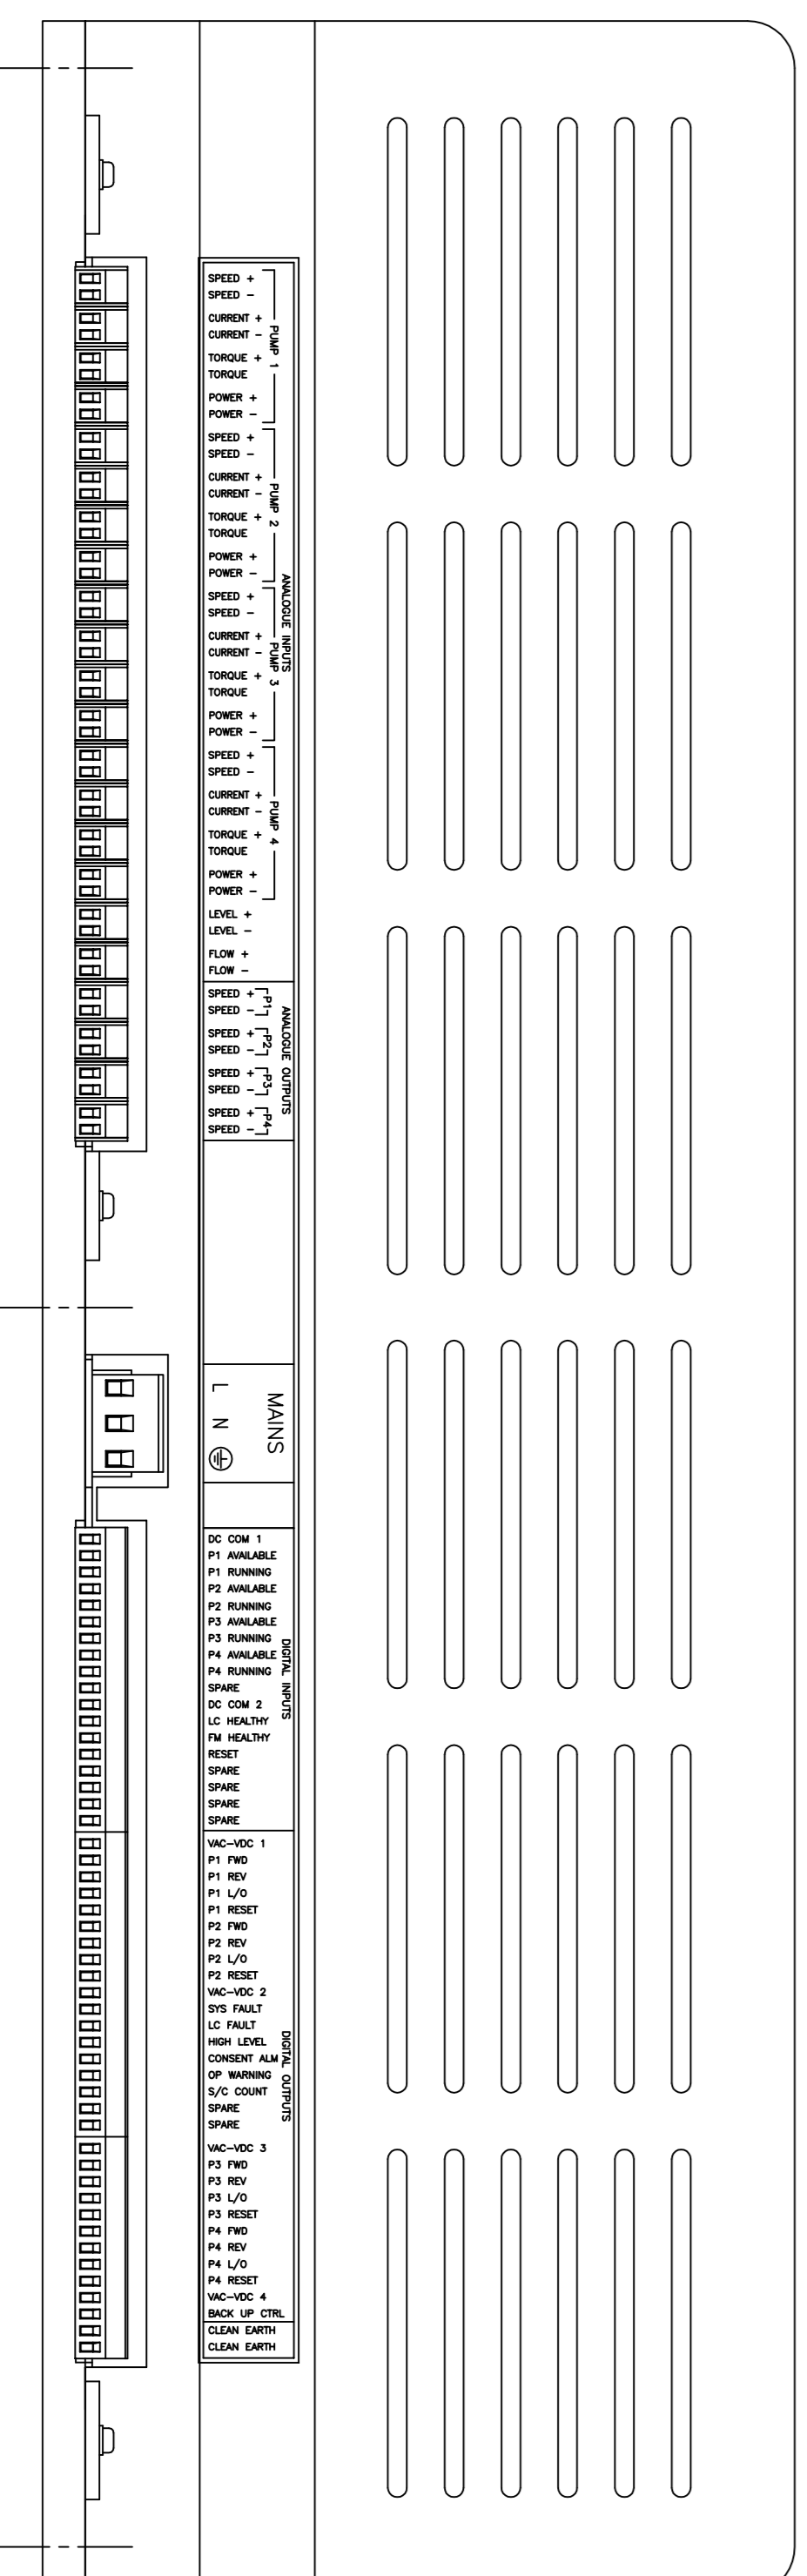 SPEED +
SPEED −
CURRENT +
CURRENT −
TORQUE +
TORQUE
POWER +
POWER −
PUMP 1
SPEED +
SPEED −
CURRENT +
CURRENT −
TORQUE +
TORQUE
POWER +
POWER −
PUMP 2
SPEED +
SPEED −
CURRENT +
CURRENT −
TORQUE +
TORQUE
POWER +
POWER −
PUMP 3
SPEED +
SPEED −
CURRENT +
CURRENT −
TORQUE +
TORQUE
POWER +
POWER −
PUMP 4
LEVEL +
LEVEL −
FLOW +
FLOW −
ANALOGUE INPUTS
SPEED +
SPEED −
P1
SPEED +
SPEED −
P2
SPEED +
SPEED −
P3
SPEED +
SPEED −
P4
ANALOGUE OUTPUTS
L N
MAINS
DC COM 1
P1 AVAILABLE
P1 RUNNING
P2 AVAILABLE
P2 RUNNING
P3 AVAILABLE
P3 RUNNING
P4 AVAILABLE
P4 RUNNING
SPARE
DC COM 2
LC HEALTHY
FM HEALTHY
RESET
SPARE
SPARE
SPARE
SPARE
DIGITAL INPUTS
VAC−VDC 1
P1 FWD
P1 REV
P1 L/O
P1 RESET
P2 FWD
P2 REV
P2 L/O
P2 RESET
VAC−VDC 2
SYS FAULT
LC FAULT
HIGH LEVEL
CONSENT ALM
OP WARNING
S/C COUNT
SPARE
SPARE
VAC−VDC 3
P3 FWD
P3 REV
P3 L/O
P3 RESET
P4 FWD
P4 REV
P4 L/O
P4 RESET
VAC−VDC 4
BACK UP CTRL
DIGITAL OUTPUTS
CLEAN EARTH
CLEAN EARTH